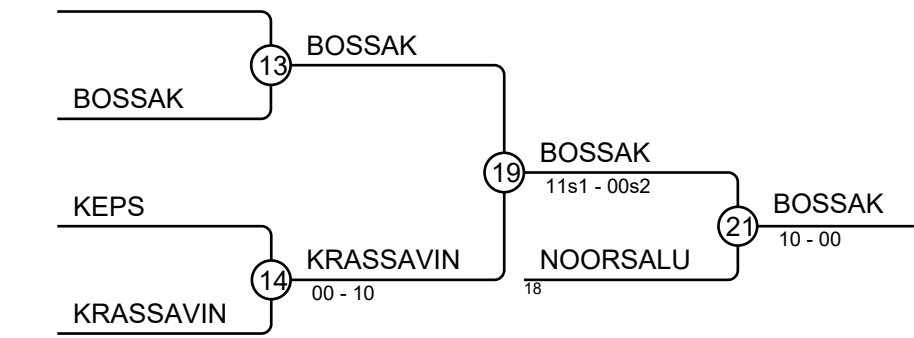 BOSSAK
13
BOSSAK
BOSSAK
19
11s1 - 00s2
KEPS
BOSSAK
21
10 - 00
KRASSAVIN
NOORSALU
14
00 - 10
18
KRASSAVIN